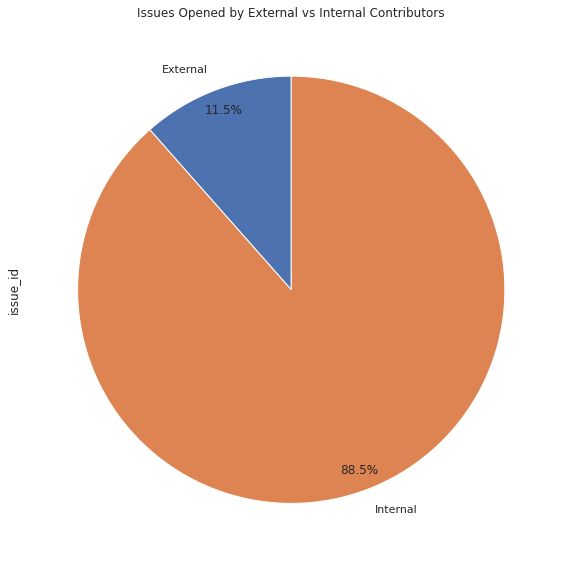 Issues Opened by External vs Internal Contributors
External
11.5%
issue_id
88.5%
Internal